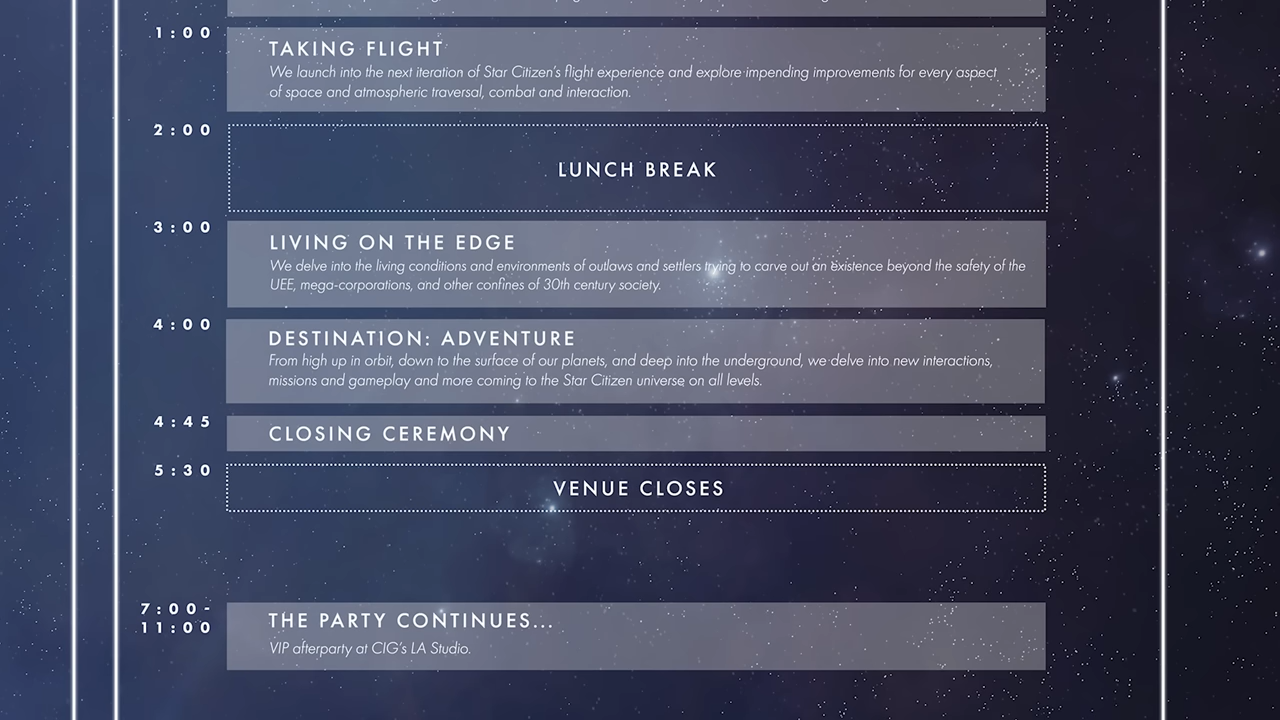 1:00
TAKING FLIGHT
We launch into the next iteration of Star Citizen's flight experience and explore impending improvements for every aspect
of space and atmospheric traversal, combat and interaction.
2:00
LUNCH BREAK
3:00
LIVING ON THE EDGE
We delve into the living conditions and environments of outlaws and settlers trying to carve out an existence beyond the safety of the
UEE, mega-corporations, and other confines of 30th century society.
4:00
DESTINATION: ADVENTURE
From high up in orbit, down to the surface of our planets, and deep into the underground, we delve into new interactions,
missions and gameplay and more coming to the Star Citizen universe on all levels.
4:45
CLOSING CEREMONY
5:30
VENUE CLOSES
7:00-
11:00
THE PARTY CONTINUES...
VIP afterparty at CIG's LA Studio.